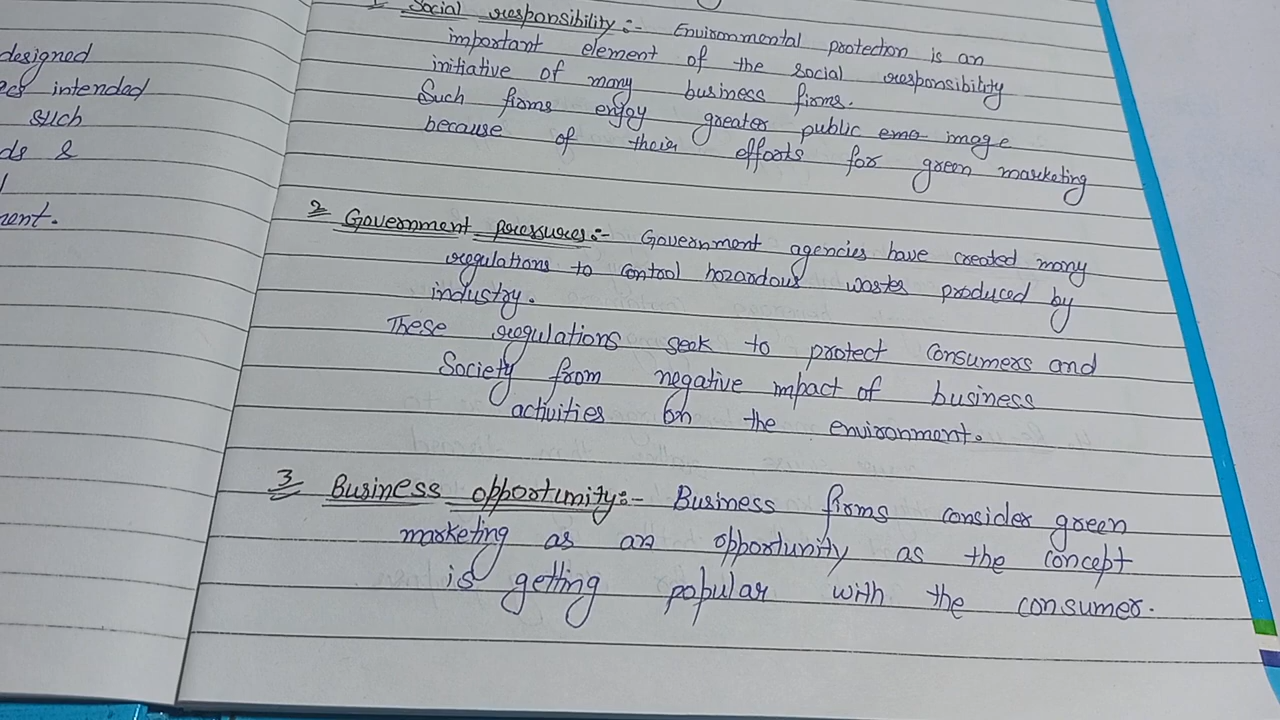 designed
intended
such
&
1 Social responsibility :- Environmental protection is an
important element of the social responsibility
initiative of many business firms.
Such firms enjoy greater public ema image
because of their efforts for green marketing
2 Government pressures:- Government agencies have created many
regulations to control hazardous wastes produced by
industry.
These regulations seek to protect consumers and
Society from negative impact of business
activities on the environment.
3 Business opportunity:- Business firms consider green
marketing as an opportunity as the concept
is getting popular with the consumer.